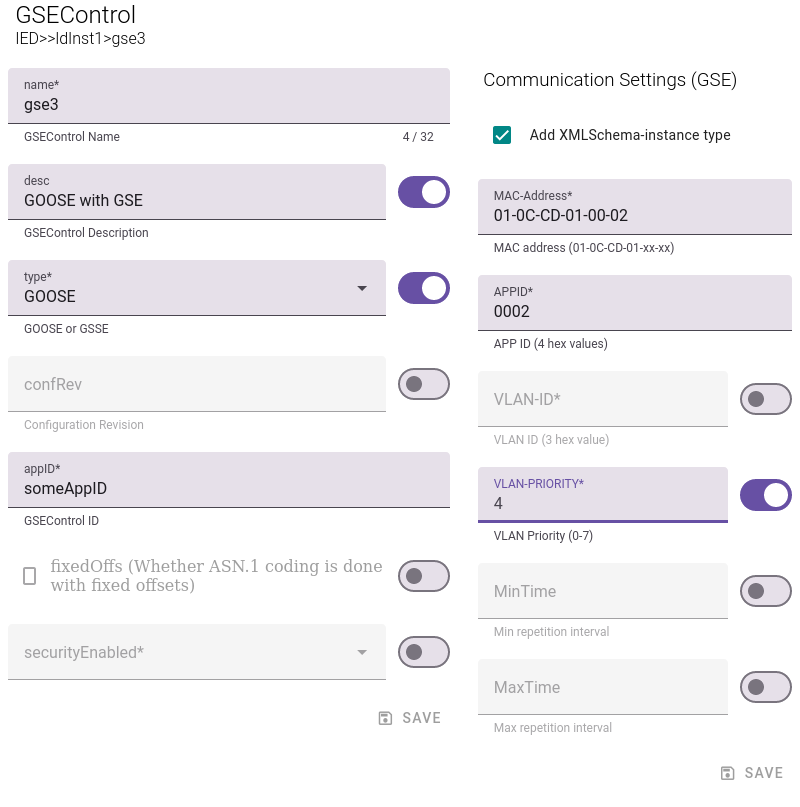 GSEControl
IED>>ldInst1>gse3
name*
gse3
GSEControl Name
4 / 32
desc
GOOSE with GSE
GSEControl Description
type*
GOOSE
GOOSE or GSSE
confRev
Configuration Revision
appID*
someAppID
GSEControl ID
fixedOffs (Whether ASN.1 coding is done
with fixed offsets)
securityEnabled*
SAVE
Communication Settings (GSE)
Add XMLSchema-instance type
MAC-Address*
01-0C-CD-01-00-02
MAC address (01-0C-CD-01-xx-xx)
APPID*
0002
APP ID (4 hex values)
VLAN-ID*
VLAN ID (3 hex value)
VLAN-PRIORITY*
4
VLAN Priority (0-7)
MinTime
Min repetition interval
MaxTime
Max repetition interval
SAVE